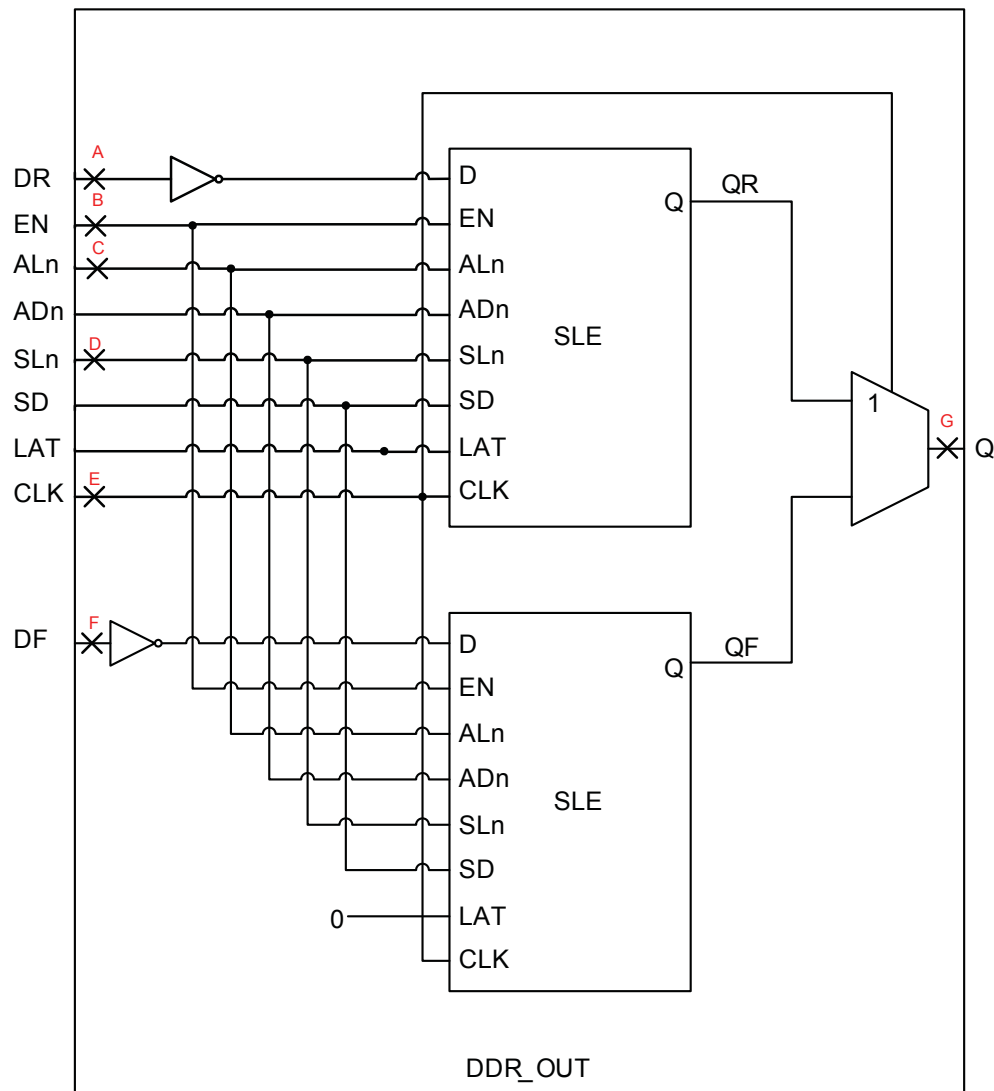 A
DR
D
Q
QR
B
EN
EN
C
ALn
ALn
ADn
ADn
SLE
D
SLn
SLn
SD
SD
1
LAT
LAT
G
Q
E
CLK
CLK
F
DF
D
Q
QF
EN
ALn
ADn
SLE
SLn
SD
0
LAT
CLK
DDR_OUT